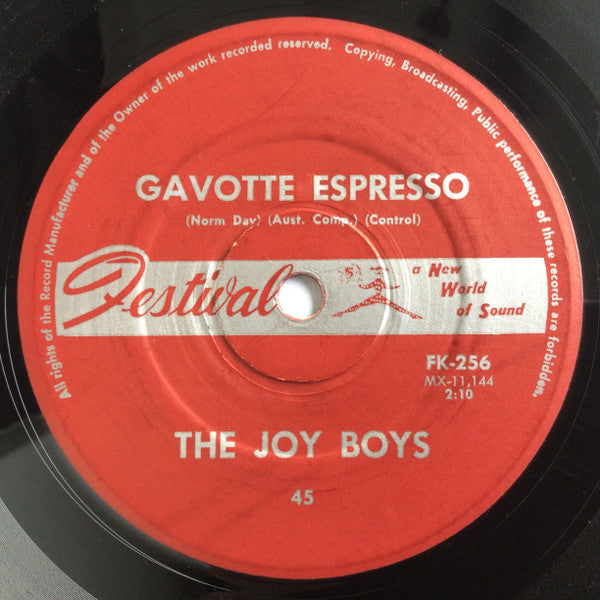 All rights of the Record Manufacturer and of the Owner of the work recorded reserved. Copying, Broadcasting, Public performance of these records are forbidden.
GAVOTTE ESPRESSO
(Norm Day) (Aust. Comp.) (Control)
Festival
a New
World
of Sound
FK-256
MX-11,144
2:10
THE JOY BOYS
45